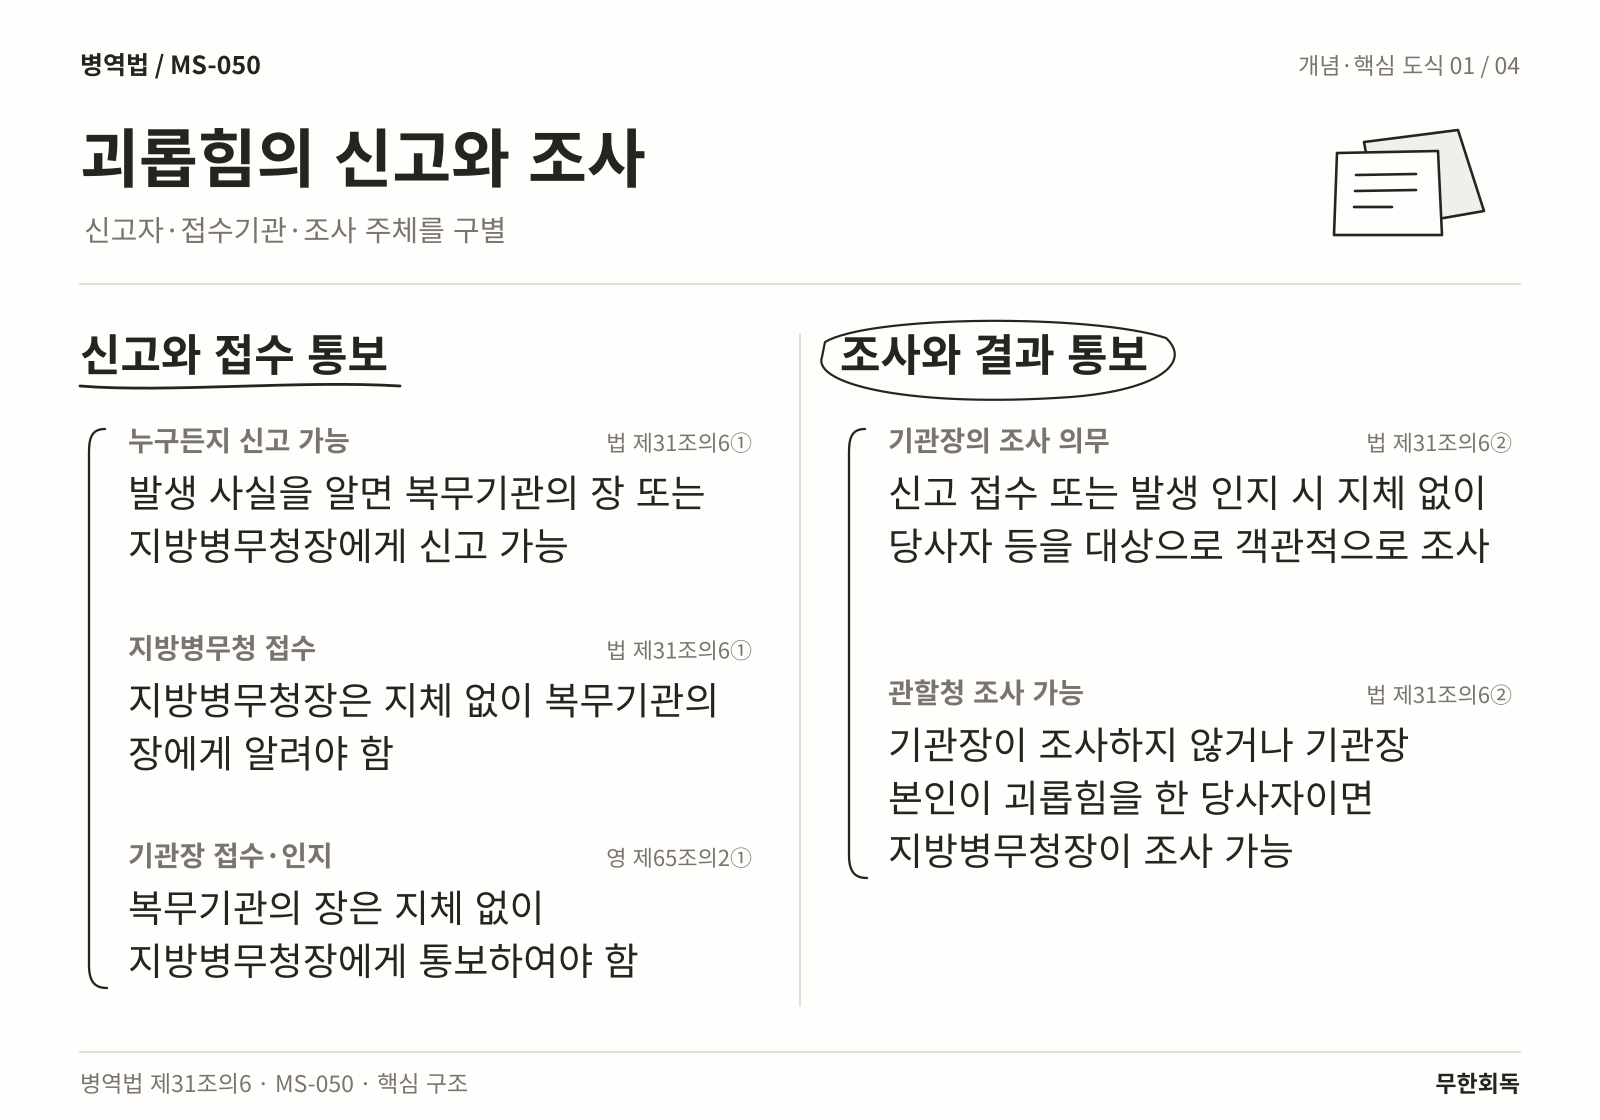 병역법 / MS-050
개념·핵심 도식 01 / 04
괴롭힘의 신고와 조사
신고자·접수기관·조사 주체를 구별
신고와 접수 통보
누구든지 신고 가능
법 제31조의6①
발생 사실을 알면 복무기관의 장 또는
지방병무청장에게 신고 가능
지방병무청 접수
법 제31조의6①
지방병무청장은 지체 없이 복무기관의
장에게 알려야 함
기관장 접수·인지
영 제65조의2①
복무기관의 장은 지체 없이
지방병무청장에게 통보하여야 함
조사와 결과 통보
기관장의 조사 의무
법 제31조의6②
신고 접수 또는 발생 인지 시 지체 없이
당사자 등을 대상으로 객관적으로 조사
관할청 조사 가능
법 제31조의6②
기관장이 조사하지 않거나 기관장
본인이 괴롭힘을 한 당사자이면
지방병무청장이 조사 가능
병역법 제31조의6 · MS-050 · 핵심 구조
무한회독